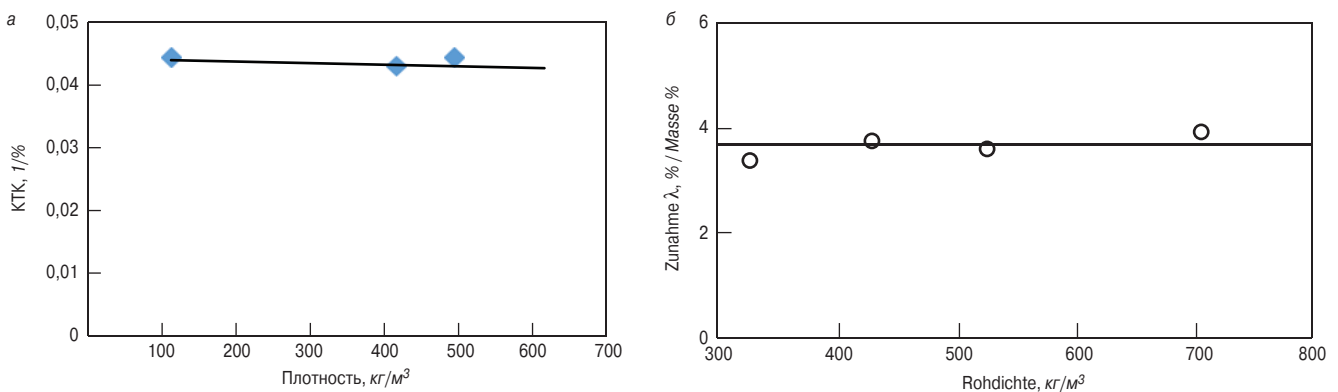 а
0,05
0,04
0,03
0,02
0,01
0
КТК, 1/%
100 200 300 400 500 600 700
Плотность, кг/м³
б
6
4
2
0
Zunahme λ, % / Masse %
300 400 500 600 700 800
Rohdichte, кг/м³